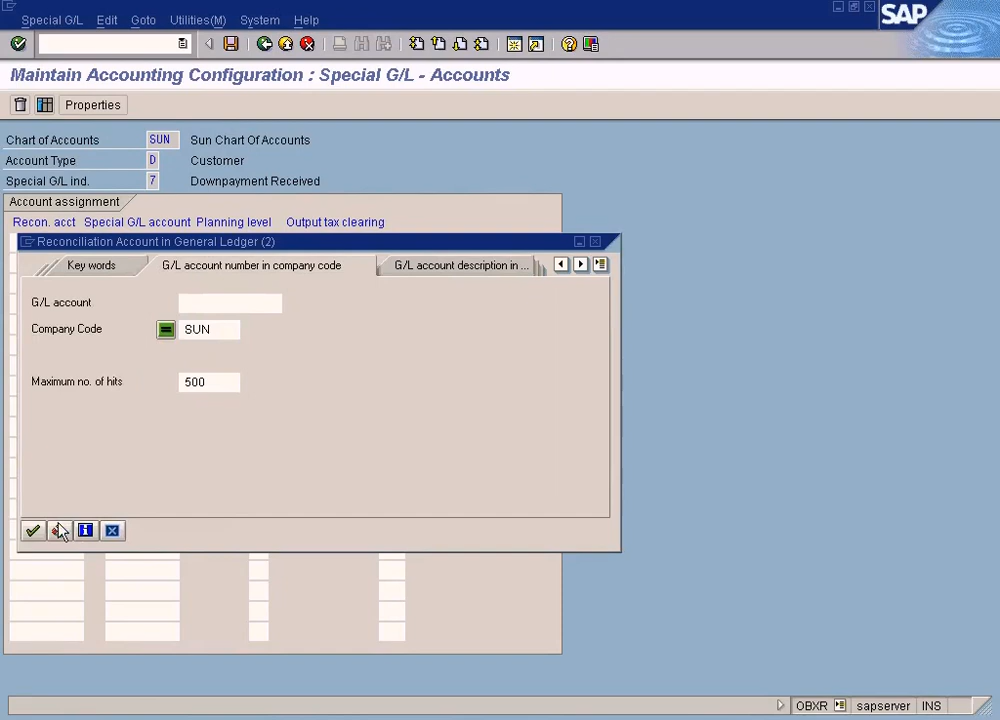 Special G/L Edit Goto Utilities(M) System Help
SAP
Maintain Accounting Configuration : Special G/L - Accounts
Properties
Chart of Accounts SUN Sun Chart Of Accounts
Account Type D Customer
Special G/L ind. 7 Downpayment Received
Account assignment
Recon. acct Special G/L account Planning level Output tax clearing
Reconciliation Account in General Ledger (2)
Key words G/L account number in company code G/L account description in ...
G/L account
Company Code SUN
Maximum no. of hits 500
OBXR sapserver INS